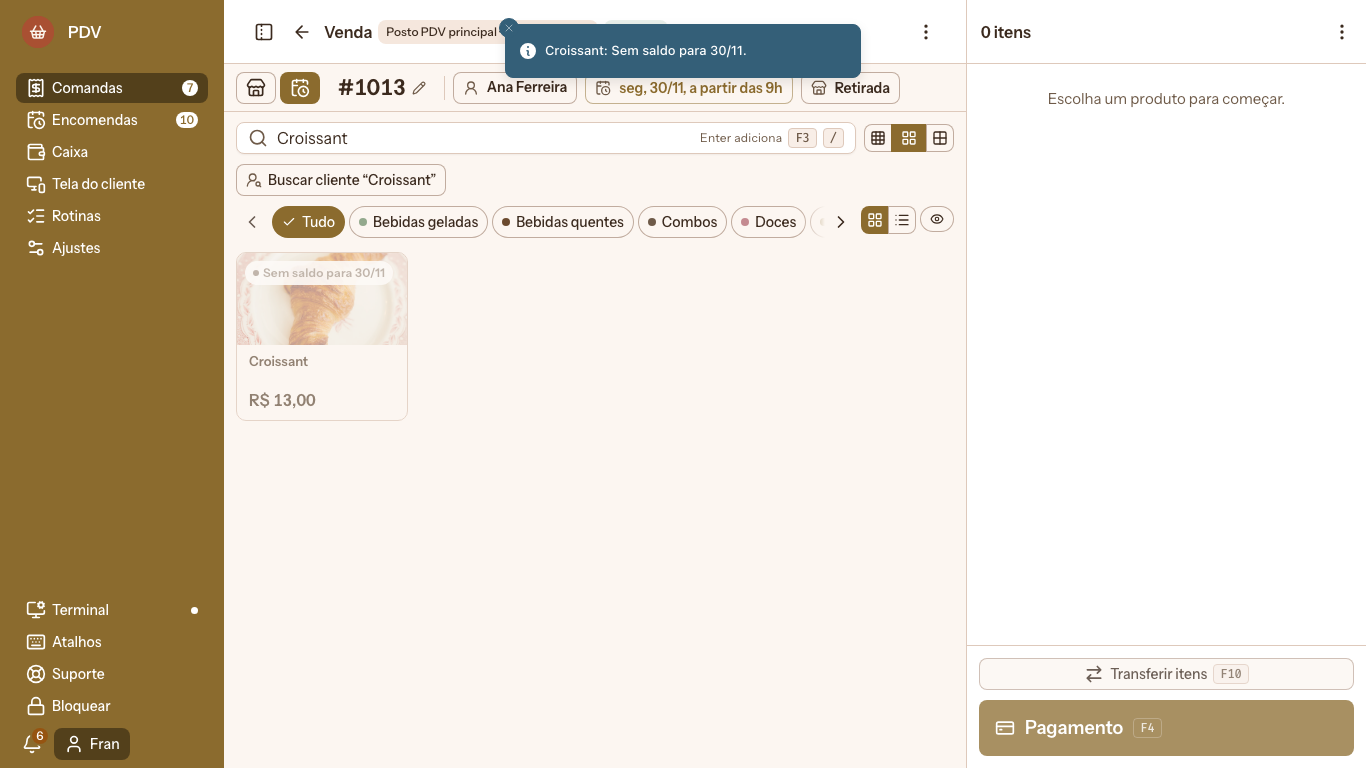 PDV
Comandas 7
Encomendas 10
Caixa
Tela do cliente
Rotinas
Ajustes
Terminal
Atalhos
Suporte
Bloquear
6 Fran
Venda Posto PDV principal
Croissant: Sem saldo para 30/11.
#1013 Ana Ferreira seg, 30/11, a partir das 9h Retirada
Croissant Enter adiciona F3 /
Buscar cliente “Croissant”
Tudo Bebidas geladas Bebidas quentes Combos Doces
Sem saldo para 30/11
Croissant
R$ 13,00
0 itens
Escolha um produto para começar.
Transferir itens F10
Pagamento F4